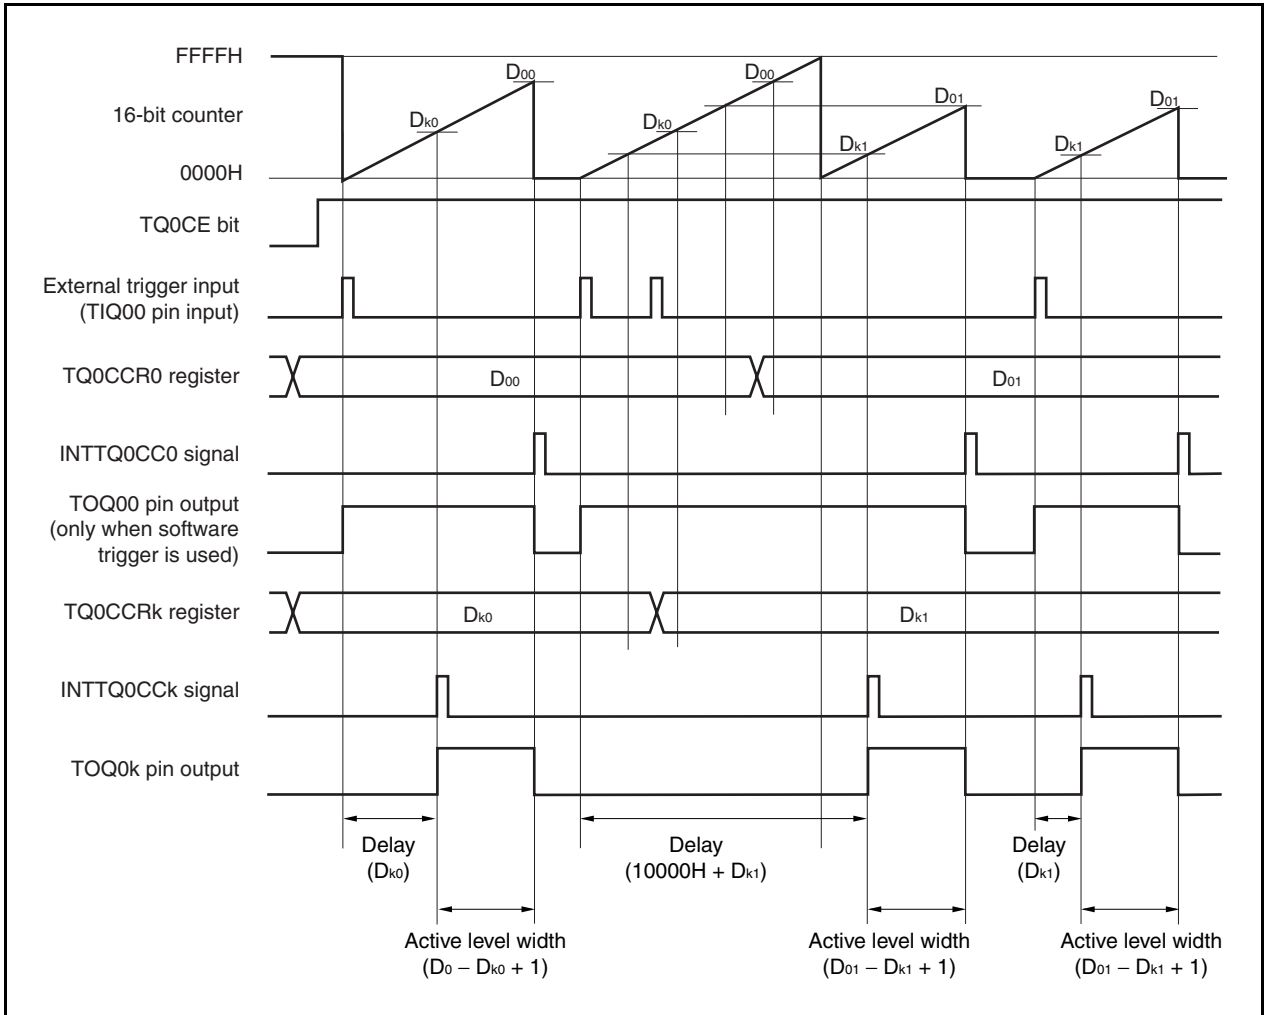 FFFFH
D00
D00
16-bit counter
Dk0
Dk0
D01
D01
Dk1
Dk1
0000H
TQ0CE bit
External trigger input
(TIQ00 pin input)
TQ0CCR0 register
D00
D01
INTTQ0CC0 signal
TOQ00 pin output
(only when software
trigger is used)
TQ0CCRk register
Dk0
Dk1
INTTQ0CCk signal
TOQ0k pin output
Delay
(Dk0)
Delay
(10000H + Dk1)
Delay
(Dk1)
Active level width
(D0 − Dk0 + 1)
Active level width
(D01 − Dk1 + 1)
Active level width
(D01 − Dk1 + 1)